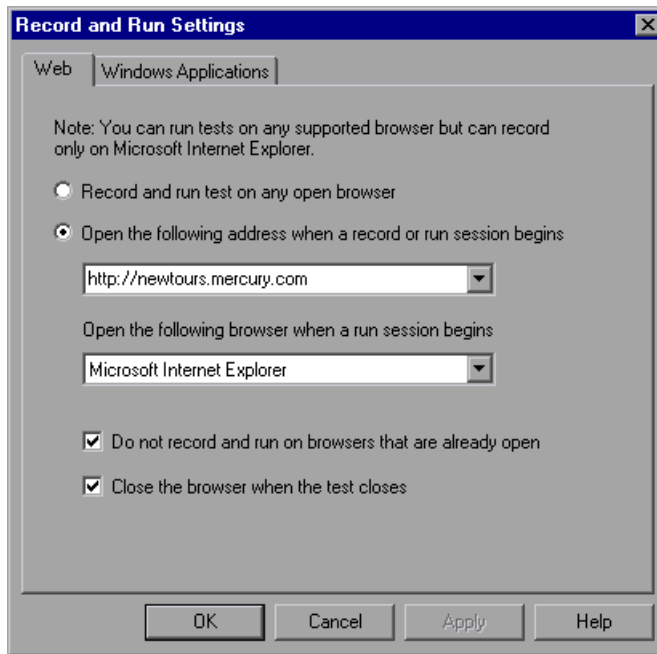 Record and Run Settings
Web
Windows Applications
Note: You can run tests on any supported browser but can record
only on Microsoft Internet Explorer.
Record and run test on any open browser
Open the following address when a record or run session begins
http://newtours.mercury.com
Open the following browser when a run session begins
Microsoft Internet Explorer
Do not record and run on browsers that are already open
Close the browser when the test closes
OK
Cancel
Apply
Help